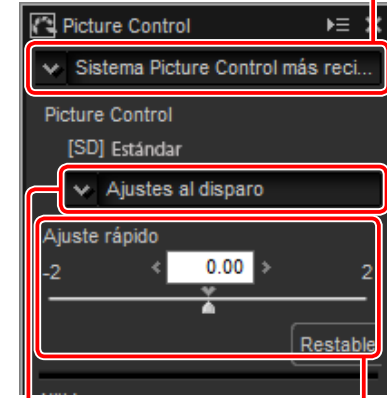 Picture Control
Sistema Picture Control más reci...
Picture Control
[SD] Estándar
Ajustes al disparo
Ajuste rápido
-2 0.00 2
Restable